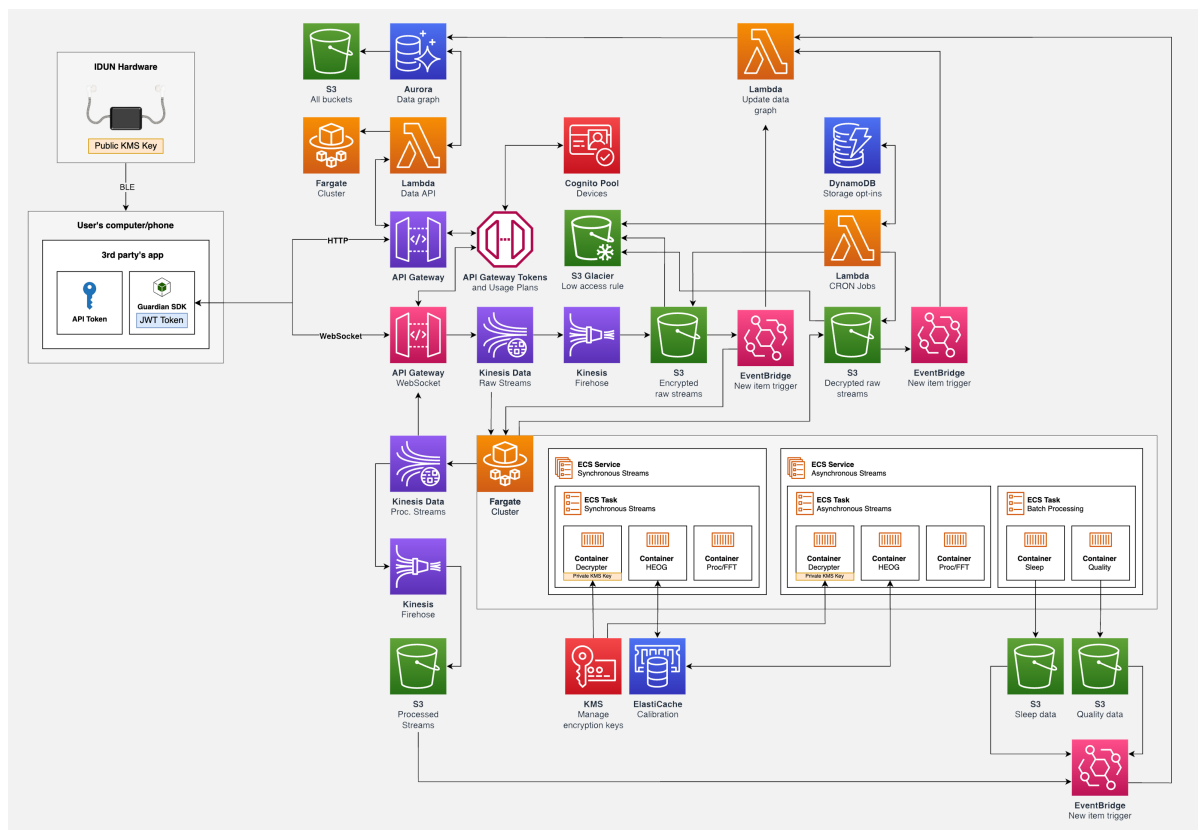 IDUN Hardware
Public KMS Key
BLE
User's computer/phone
3rd party's app
API Token
Guardian SDK
JWT Token
HTTP
WebSocket
S3
All buckets
Aurora
Data graph
Lambda
Update data
graph
Fargate
Cluster
Lambda
Data API
Cognito Pool
Devices
DynamoDB
Storage opt-ins
API Gateway
API Gateway Tokens
and Usage Plans
S3 Glacier
Low access rule
Lambda
CRON Jobs
API Gateway
WebSocket
Kinesis Data
Raw Streams
Kinesis
Firehose
S3
Encrypted
raw streams
EventBridge
New item trigger
S3
Decrypted raw
streams
EventBridge
New item trigger
Kinesis Data
Proc. Streams
Fargate
Cluster
ECS Service
Synchronous Streams
ECS Task
Synchronous Streams
Container
Decrypter
Private KMS Key
Container
HEOG
Container
Proc/FFT
ECS Service
Asynchronous Streams
ECS Task
Asynchronous Streams
Container
Decrypter
Private KMS Key
Container
HEOG
Container
Proc/FFT
ECS Task
Batch Processing
Container
Sleep
Container
Quality
Kinesis
Firehose
S3
Processed
Streams
KMS
Manage
encryption keys
ElastiCache
Calibration
S3
Sleep data
S3
Quality data
EventBridge
New item trigger